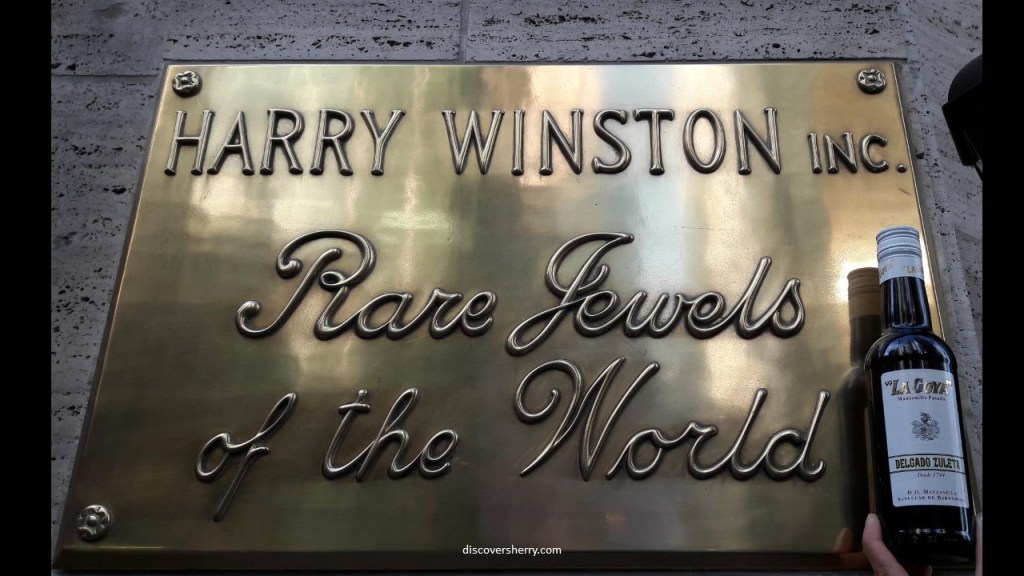 HARRY WINSTON INC.
Rare Jewels
of the World
"LA GOYA"
Manzanilla Pasada
DELGADO ZULETA
Desde 1744
D.O. MANZANILLA
SANLUCAR DE BARRAMEDA
discoversherry.com